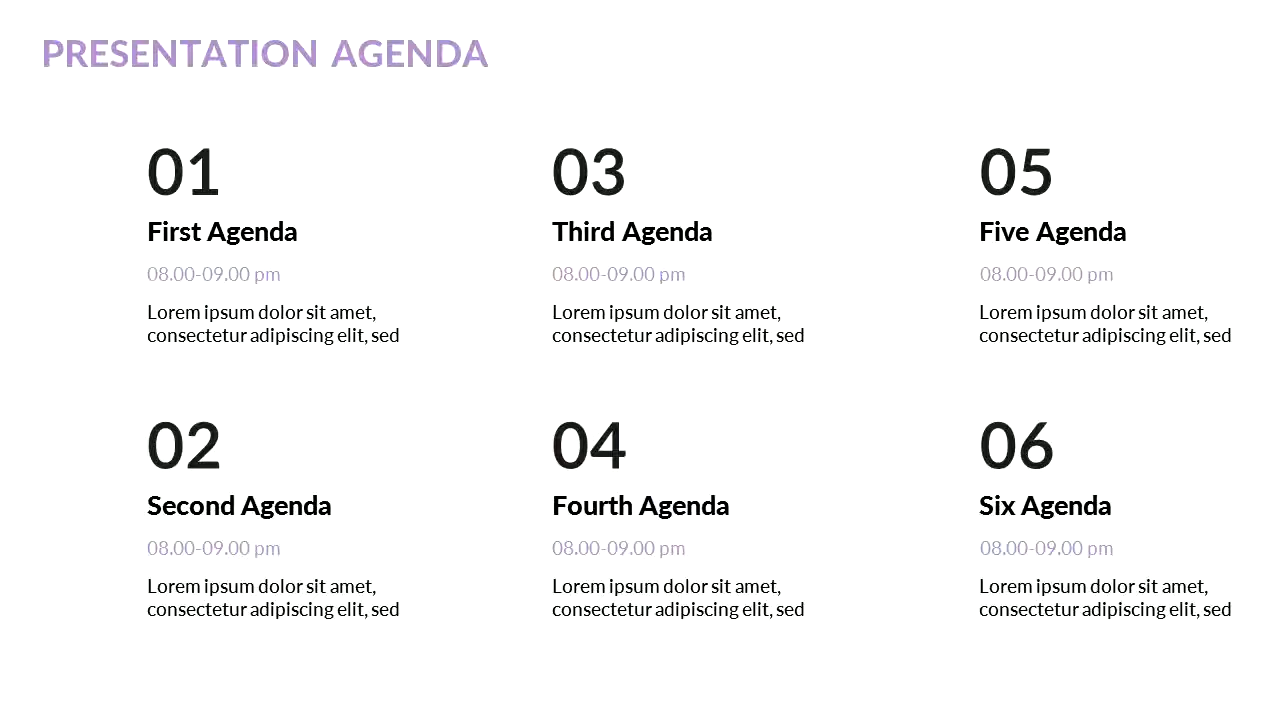 PRESENTATION AGENDA
01
First Agenda
08.00-09.00 pm
Lorem ipsum dolor sit amet,
consectetur adipiscing elit, sed
02
Second Agenda
08.00-09.00 pm
Lorem ipsum dolor sit amet,
consectetur adipiscing elit, sed
03
Third Agenda
08.00-09.00 pm
Lorem ipsum dolor sit amet,
consectetur adipiscing elit, sed
04
Fourth Agenda
08.00-09.00 pm
Lorem ipsum dolor sit amet,
consectetur adipiscing elit, sed
05
Five Agenda
08.00-09.00 pm
Lorem ipsum dolor sit amet,
consectetur adipiscing elit, sed
06
Six Agenda
08.00-09.00 pm
Lorem ipsum dolor sit amet,
consectetur adipiscing elit, sed